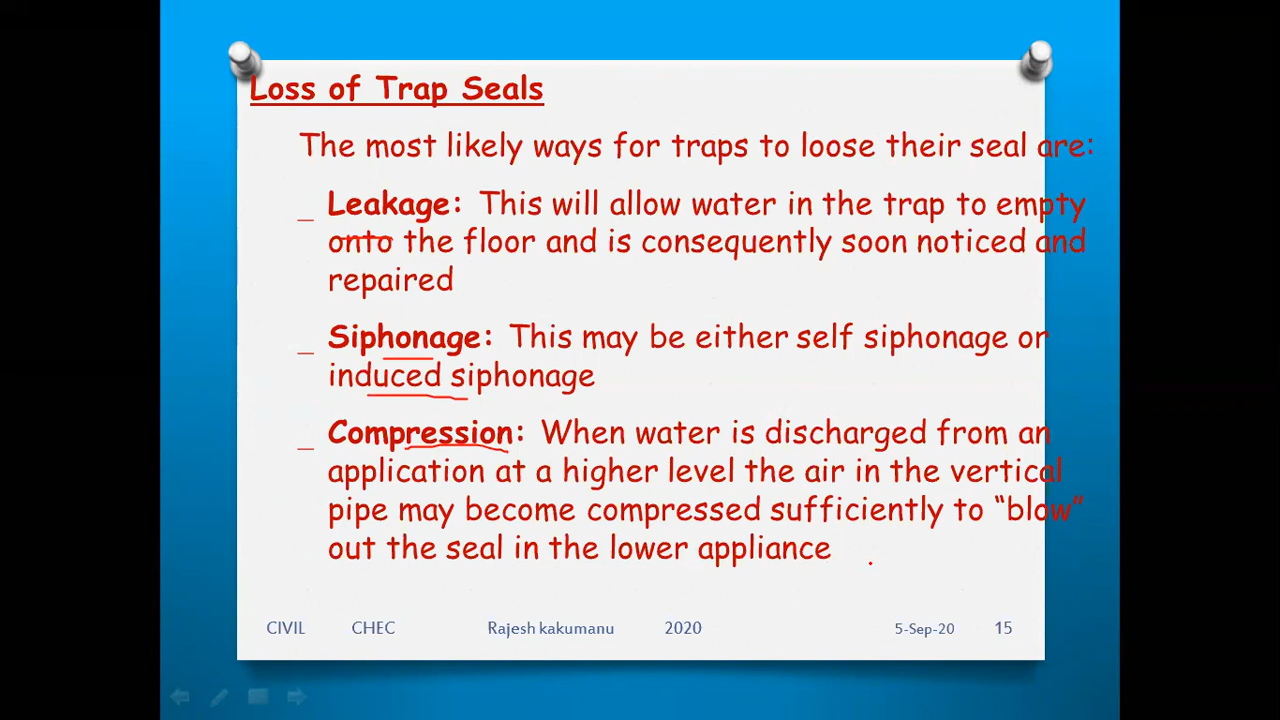 Loss of Trap Seals
The most likely ways for traps to loose their seal are:
_ Leakage: This will allow water in the trap to empty
onto the floor and is consequently soon noticed and
repaired
_ Siphonage: This may be either self siphonage or
induced siphonage
_ Compression: When water is discharged from an
application at a higher level the air in the vertical
pipe may become compressed sufficiently to “blow”
out the seal in the lower appliance
CIVIL CHEC Rajesh kakumanu 2020 5-Sep-20 15